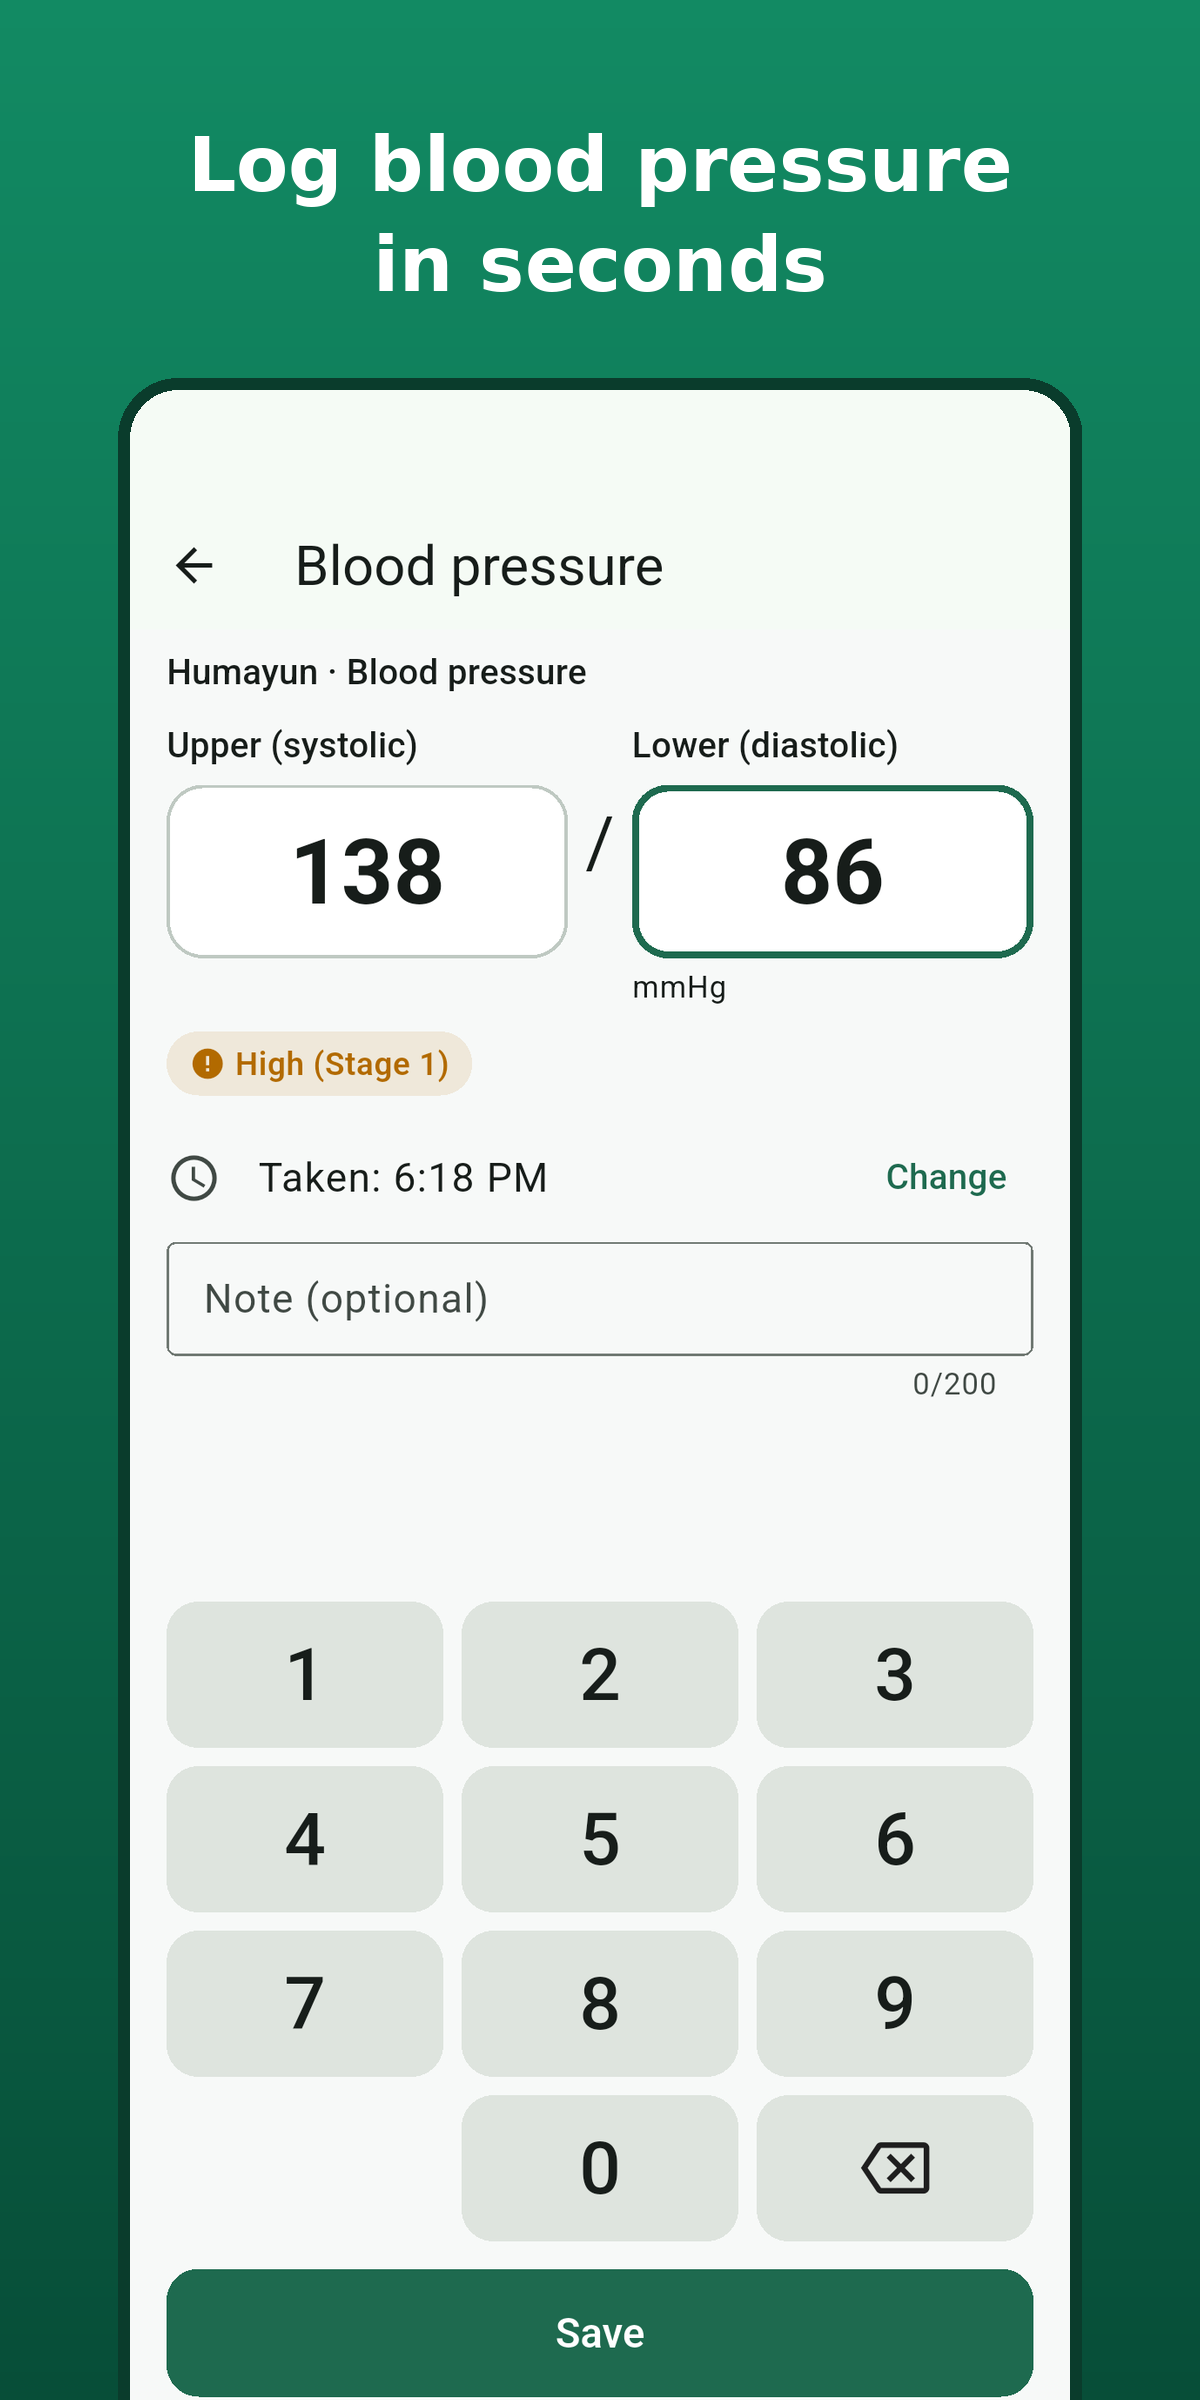 Log blood pressure
in seconds
Blood pressure
Humayun · Blood pressure
Upper (systolic)
Lower (diastolic)
138 / 86
mmHg
High (Stage 1)
Taken: 6:18 PM
Change
Note (optional)
0/200
1 2 3
4 5 6
7 8 9
0
Save